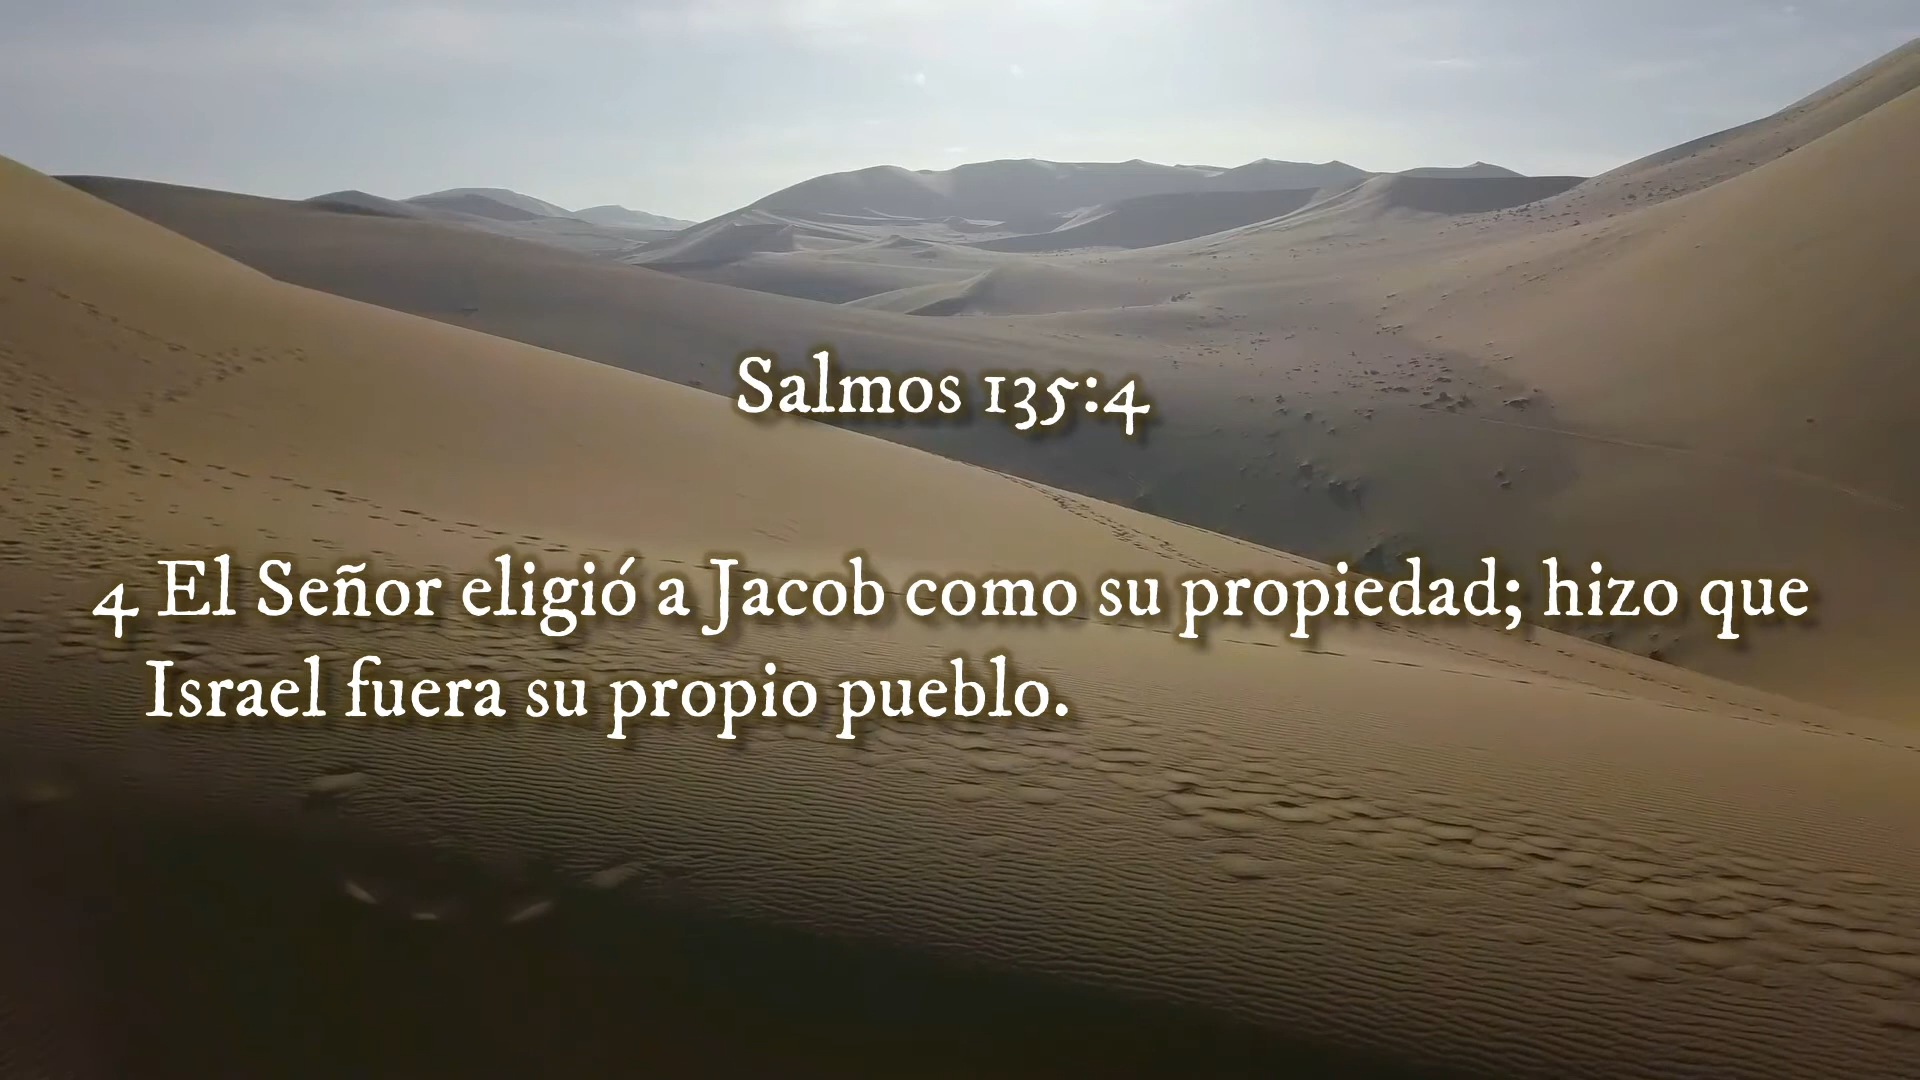 Salmos 135:4
4 El Señor eligió a Jacob como su propiedad; hizo que
Israel fuera su propio pueblo.